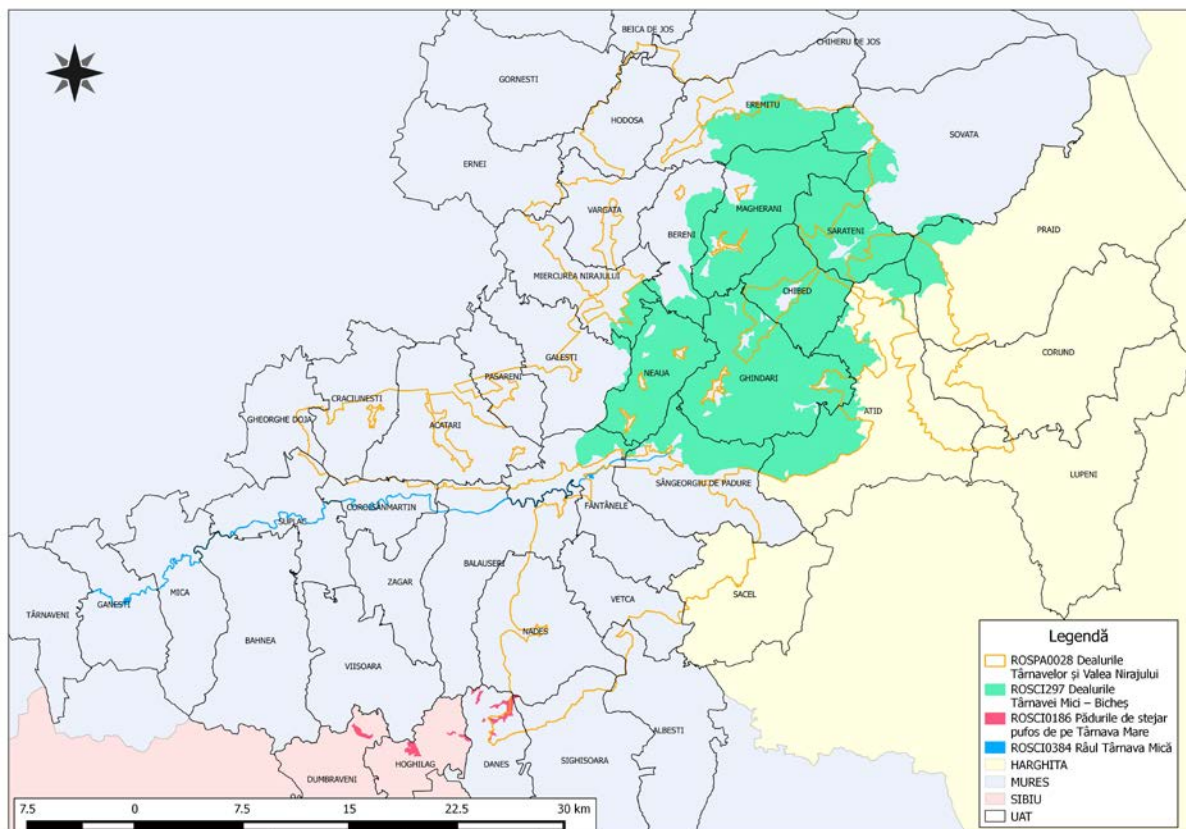 BEICA DE JOS
CHIHERU DE JOS
GORNESTI
EREMITU
HODOSA
SOVATA
ERNEI
VARGATA
MAGHERANI
BERENI
SARATENI
PRAID
MIERCUREA NIRAJULUI
CHIBED
GALESTI
CORUND
PASARENI
NEAUA
GHINDARI
CRACIUNESTI
GHEORGHE DOJA
ACATARI
ATID
LUPENI
SÂNGEORGIU DE PADURE
FÂNTÂNELE
SUPLAC
COROISANMARTIN
BALAUSERI
ZAGAR
MICA
SACEL
VETCA
GANESTI
TÂRNAVENI
NADES
BAHNEA
VIISOARA
ALBESTI
SIGHISOARA
DANES
HOGHILAG
DUMBRAVENI
Legendă
ROSPA0028 Dealurile
Târnavelor și Valea Nirajului
ROSCI297 Dealurile
Târnavei Mici – Bicheș
ROSCI0186 Pădurile de stejar
pufos de pe Târnava Mare
ROSCI0384 Râul Târnava Mică
HARGHITA
MURES
SIBIU
UAT
7.5 0 7.5 15 22.5 30 km